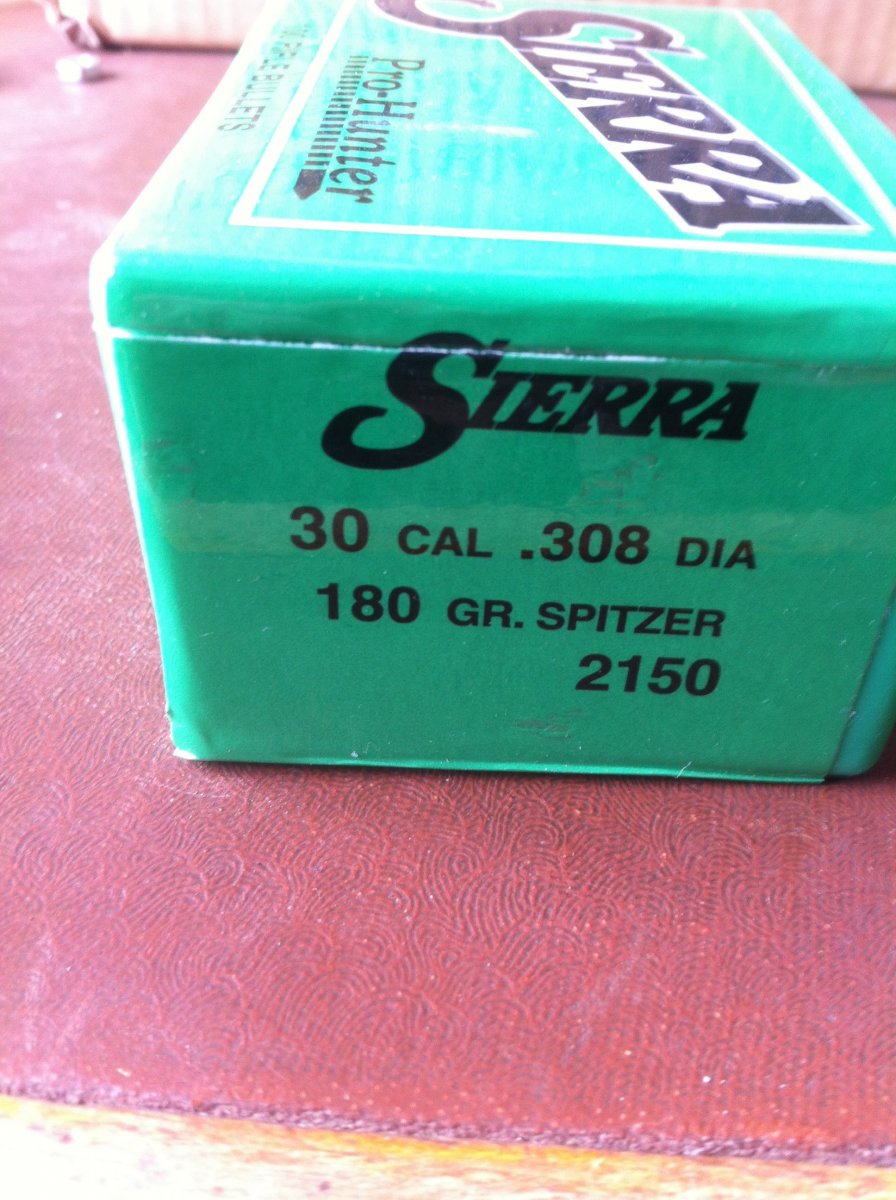 SIERRA
Pro-Hunter
RIFLE BULLETS
SIERRA
30 CAL .308 DIA
180 GR. SPITZER
2150